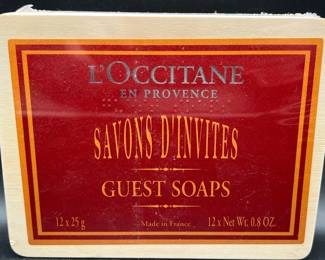 L'OCCITANE
EN PROVENCE
SAVONS D'INVITES
GUEST SOAPS
12 x 25 g Made in France 12 x Net Wt. 0.8 OZ.